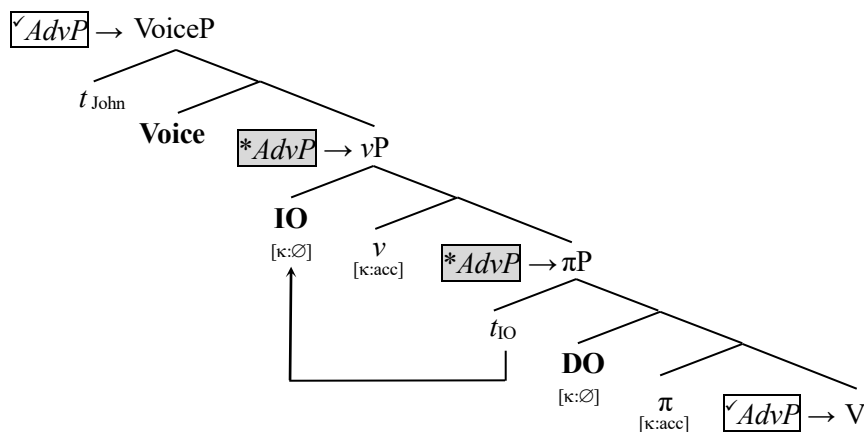 ✓AdvP → VoiceP
t John
Voice
*AdvP → vP
IO
[κ:∅]
v
[κ:acc]
*AdvP → πP
tIO
DO
[κ:∅]
π
[κ:acc]
✓AdvP → V